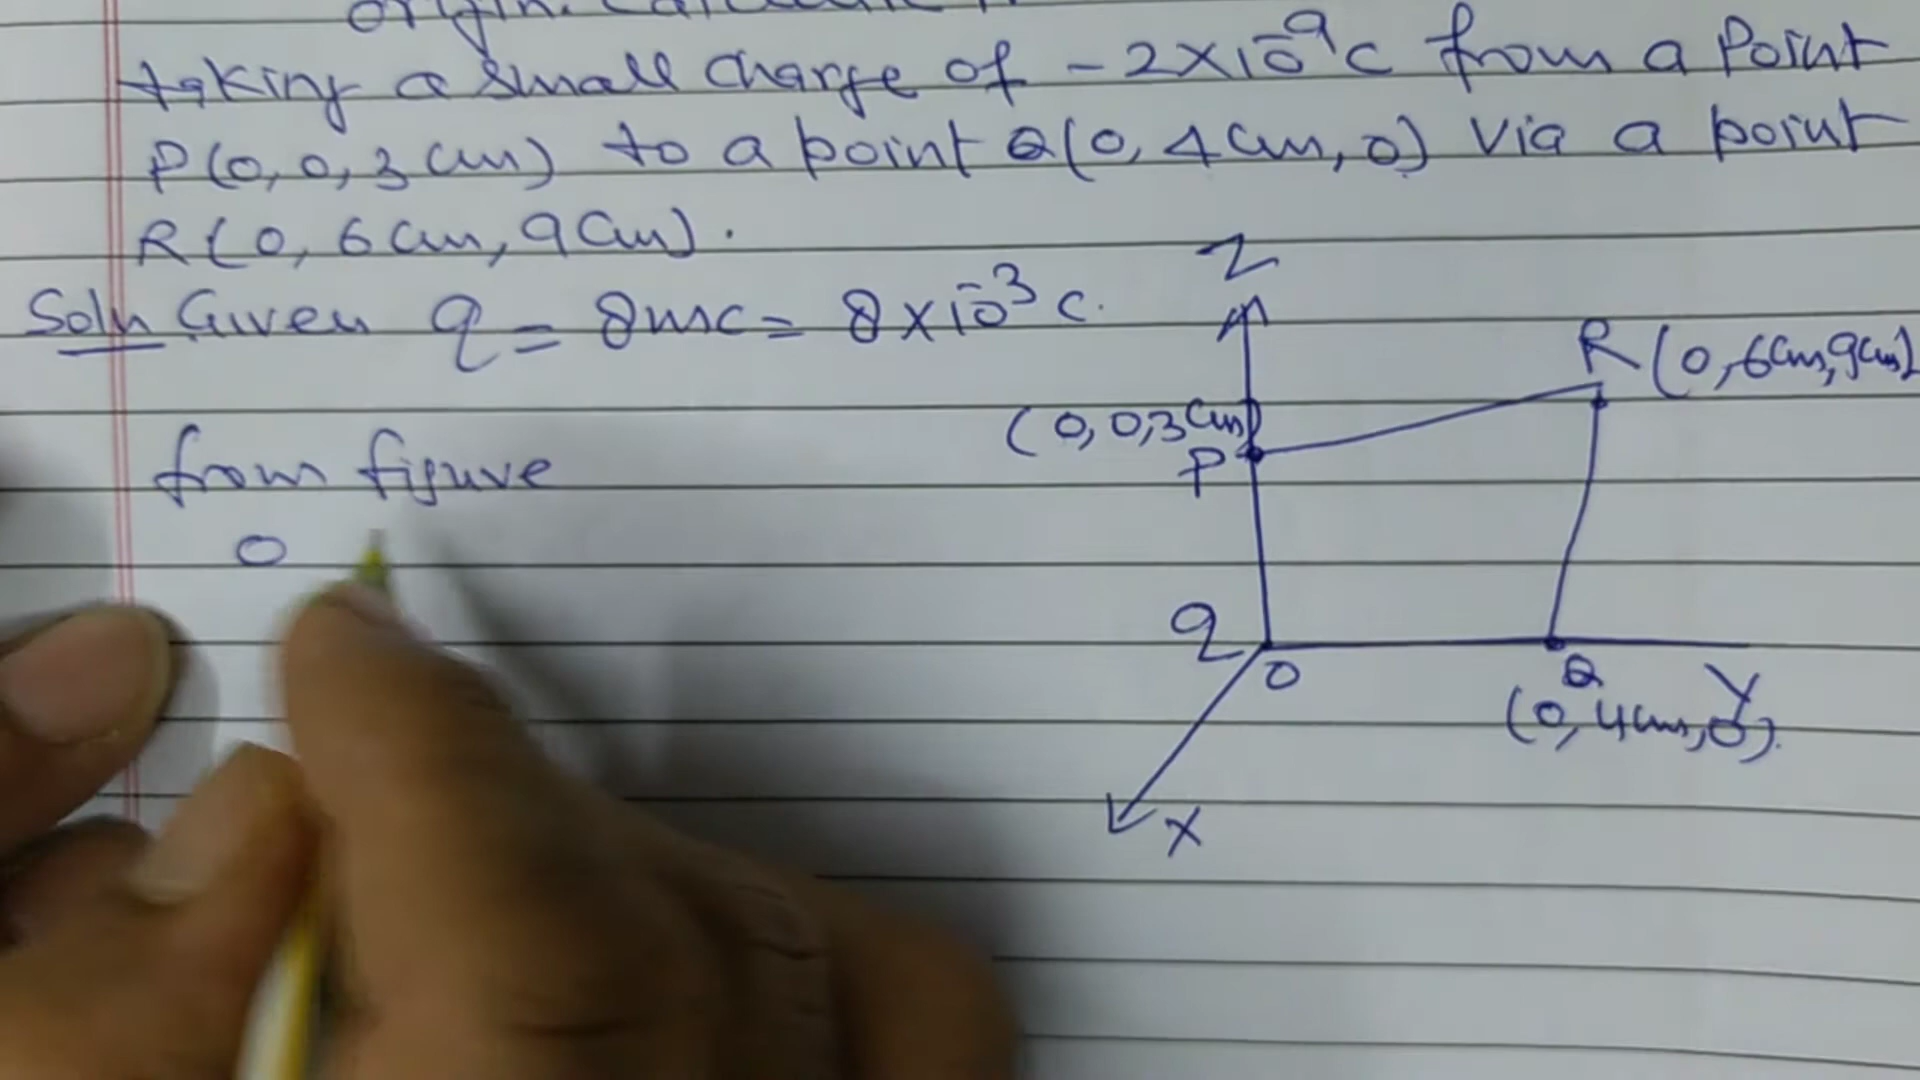 origin. Calculate
taking a small charge of -2×10⁻⁹C from a Point
P(0,0,3cm) to a point Q(0,4cm,0) via a point
R(0,6cm,9cm).
Soln Given q = 8mC = 8×10⁻³C.
Z
R(0,6cm,9cm)
(0,0,3cm)
P
from figure
O
q
O
Q
Y
(0,4cm,0).
X